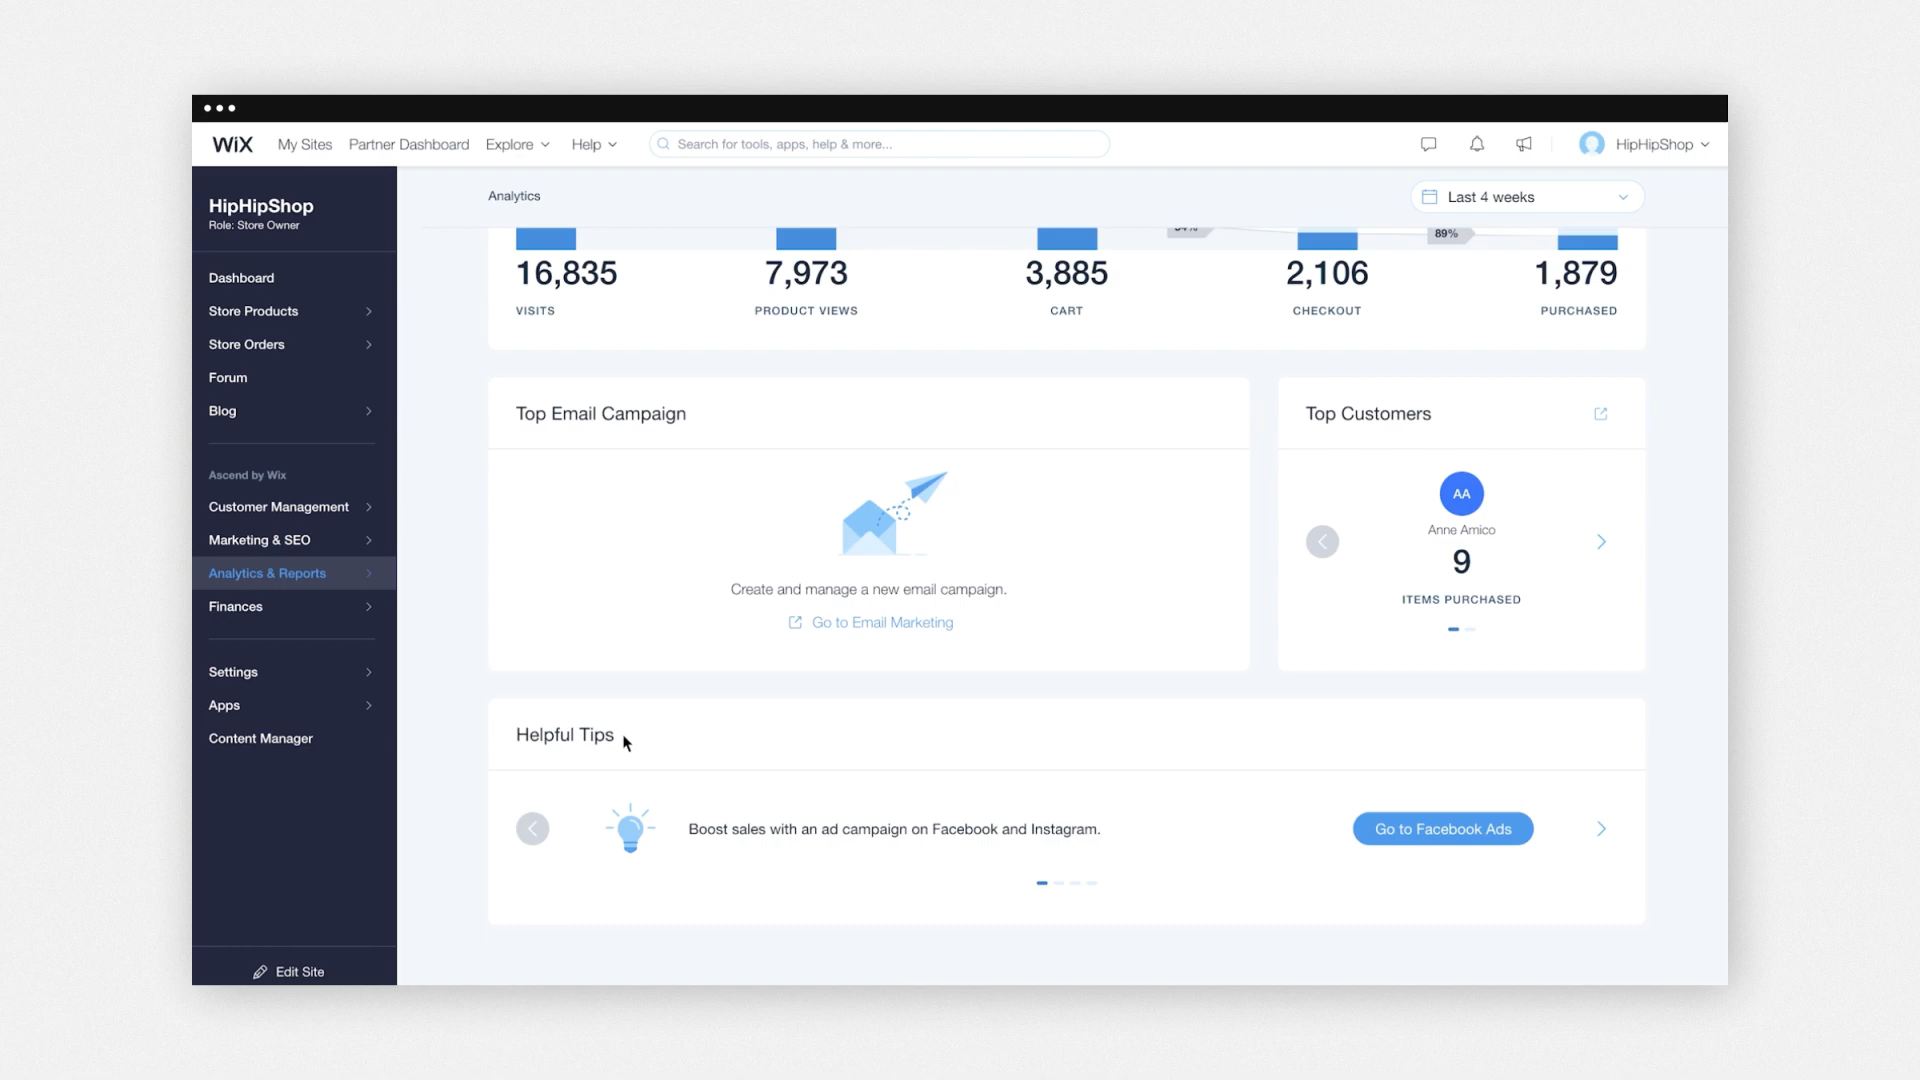 WiX My Sites Partner Dashboard Explore Help Search for tools, apps, help & more... HipHipShop
HipHipShop
Role: Store Owner
Dashboard
Store Products
Store Orders
Forum
Blog
Ascend by Wix
Customer Management
Marketing & SEO
Analytics & Reports
Finances
Settings
Apps
Content Manager
Edit Site
Analytics
Last 4 weeks
89%
16,835 7,973 3,885 2,106 1,879
VISITS PRODUCT VIEWS CART CHECKOUT PURCHASED
Top Email Campaign
Create and manage a new email campaign.
Go to Email Marketing
Top Customers
AA
Anne Amico
9
ITEMS PURCHASED
Helpful Tips
Boost sales with an ad campaign on Facebook and Instagram.
Go to Facebook Ads